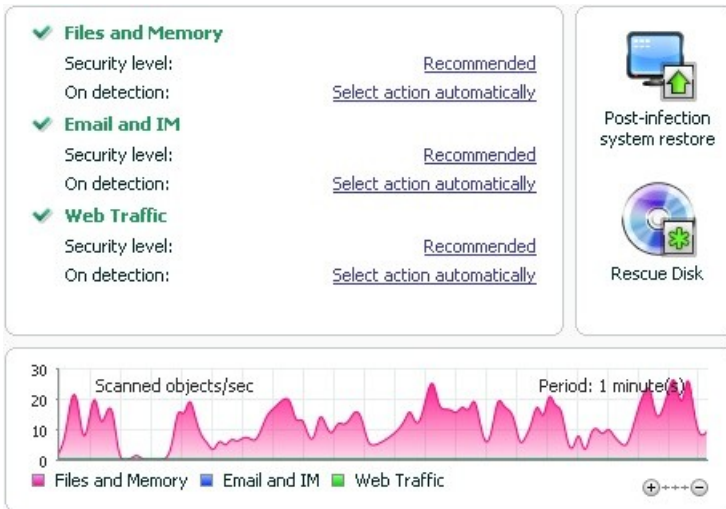 Files and Memory
Security level: Recommended
On detection: Select action automatically
Email and IM
Security level: Recommended
On detection: Select action automatically
Web Traffic
Security level: Recommended
On detection: Select action automatically
Post-infection
system restore
Rescue Disk
30
Scanned objects/sec Period: 1 minute(s)
20
10
0
Files and Memory Email and IM Web Traffic